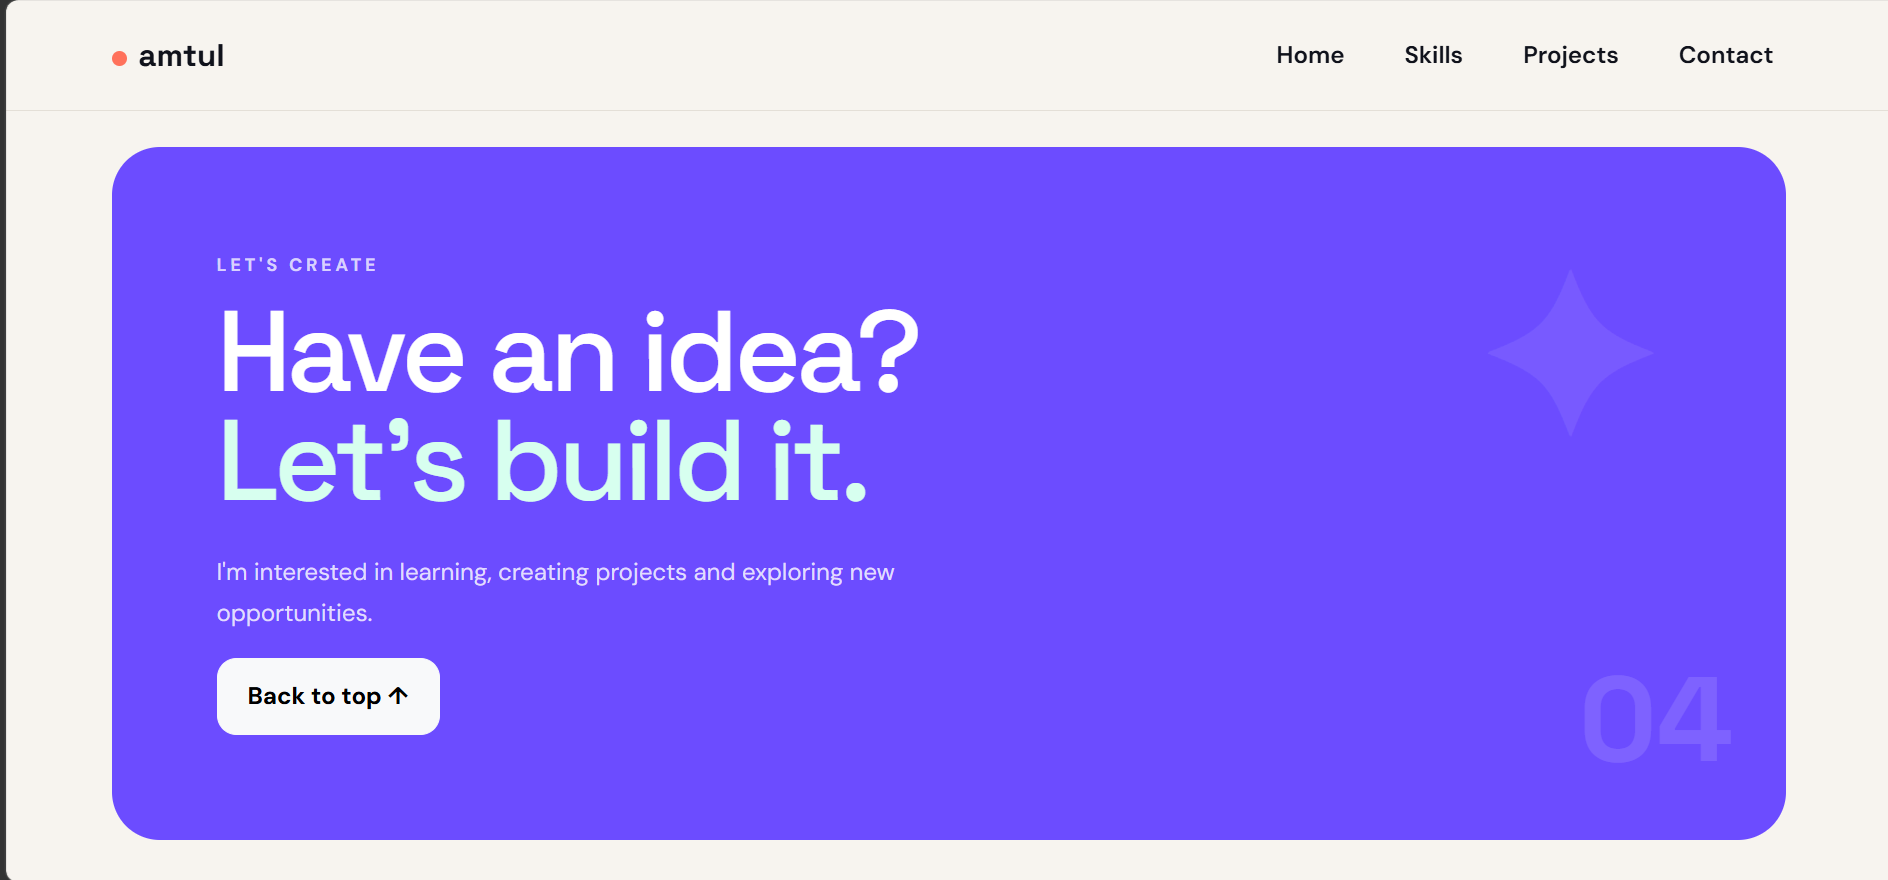 amtul
Home Skills Projects Contact
LET'S CREATE
Have an idea?
Let’s build it.
I'm interested in learning, creating projects and exploring new
opportunities.
Back to top ↑
04